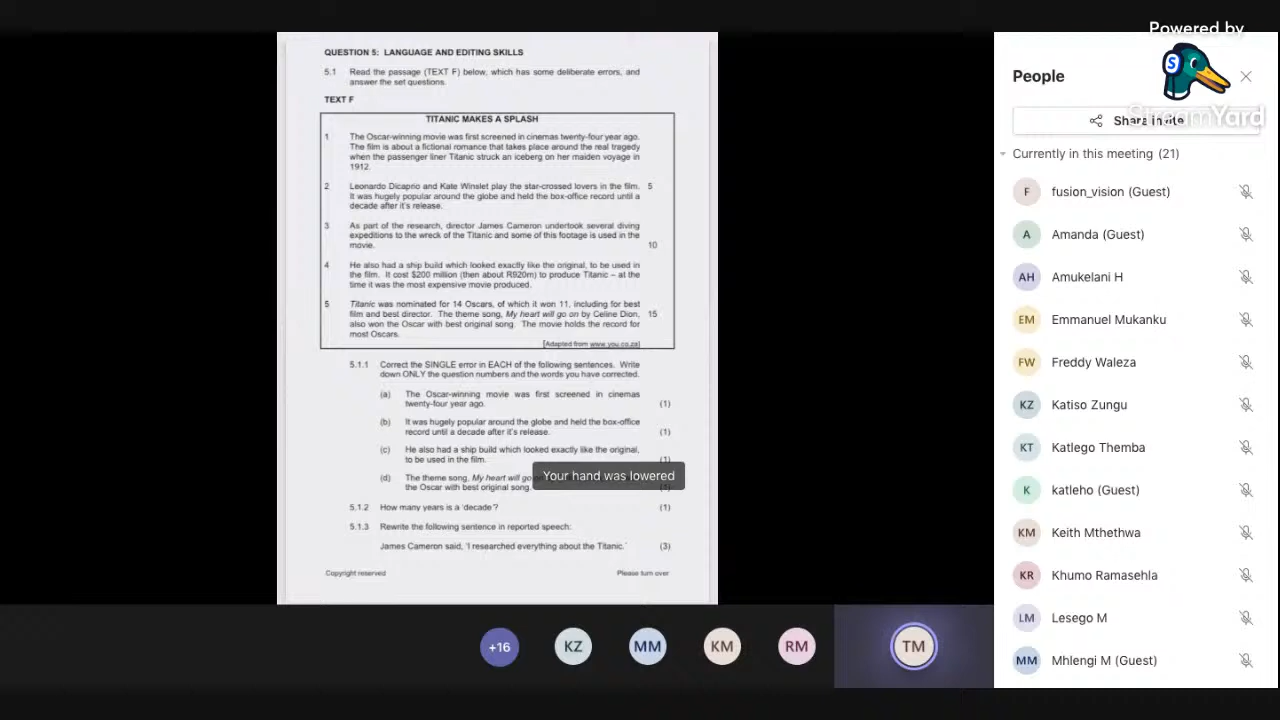 Powered by
StreamYard
QUESTION 5: LANGUAGE AND EDITING SKILLS
5.1 Read the passage (TEXT F) below, which has some deliberate errors, and
answer the set questions.
TEXT F
TITANIC MAKES A SPLASH
1 The Oscar-winning movie was first screened in cinemas twenty-four year ago.
The film is about a fictional romance that takes place around the real tragedy
when the passenger liner Titanic struck an iceberg on her maiden voyage in
1912.
2 Leonardo Dicaprio and Kate Winslet play the star-crossed lovers in the film. 5
It was hugely popular around the globe and held the box-office record until a
decade after it's release.
3 As part of the research, director James Cameron undertook several diving
expeditions to the wreck of the Titanic and some of this footage is used in the
movie. 10
4 He also had a ship build which looked exactly like the original, to be used in
the film. It cost $200 million (then about R920m) to produce Titanic – at the
time it was the most expensive movie produced.
5 Titanic was nominated for 14 Oscars, of which it won 11, including for best
film and best director. The theme song, My heart will go on by Celine Dion, 15
also won the Oscar with best original song. The movie holds the record for
most Oscars.
[Adapted from www.you.co.za]
5.1.1 Correct the SINGLE error in EACH of the following sentences. Write
down ONLY the question numbers and the words you have corrected.
(a) The Oscar-winning movie was first screened in cinemas
twenty-four year ago. (1)
(b) It was hugely popular around the globe and held the box-office
record until a decade after it's release. (1)
(c) He also had a ship build which looked exactly like the original,
to be used in the film. (1)
(d) The theme song, My heart will go
the Oscar with best original song.
5.1.2 How many years is a 'decade'? (1)
5.1.3 Rewrite the following sentence in reported speech:
James Cameron said, 'I researched everything about the Titanic.' (3)
Copyright reserved Please turn over
Your hand was lowered
+16
KZ
MM
KM
RM
TM
People
Share invite
Currently in this meeting (21)
F fusion_vision (Guest)
A Amanda (Guest)
AH Amukelani H
EM Emmanuel Mukanku
FW Freddy Waleza
KZ Katiso Zungu
KT Katlego Themba
K katleho (Guest)
KM Keith Mthethwa
KR Khumo Ramasehla
LM Lesego M
MM Mhlengi M (Guest)